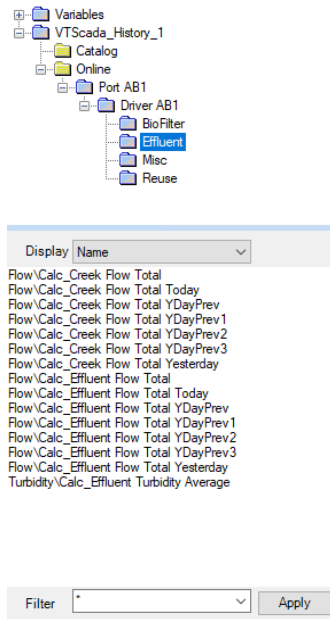 Variables
VTScada_History_1
Catalog
Online
Port AB1
Driver AB1
BioFilter
Effluent
Misc
Reuse
Display Name
Flow\Calc_Creek Flow Total
Flow\Calc_Creek Flow Total Today
Flow\Calc_Creek Flow Total YDayPrev
Flow\Calc_Creek Flow Total YDayPrev1
Flow\Calc_Creek Flow Total YDayPrev2
Flow\Calc_Creek Flow Total YDayPrev3
Flow\Calc_Creek Flow Total Yesterday
Flow\Calc_Effluent Flow Total
Flow\Calc_Effluent Flow Total Today
Flow\Calc_Effluent Flow Total YDayPrev
Flow\Calc_Effluent Flow Total YDayPrev1
Flow\Calc_Effluent Flow Total YDayPrev2
Flow\Calc_Effluent Flow Total YDayPrev3
Flow\Calc_Effluent Flow Total Yesterday
Turbidity\Calc_Effluent Turbidity Average
Filter * Apply